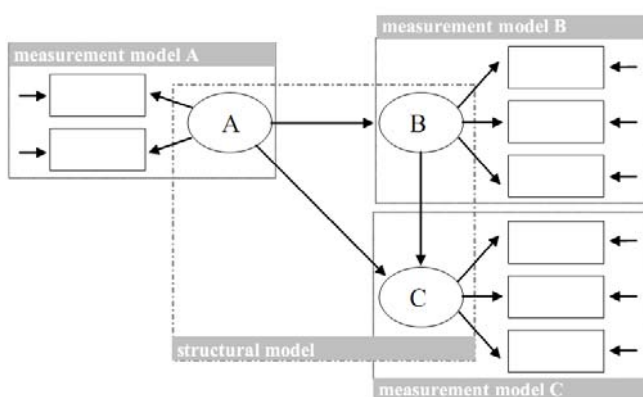 measurement model B
measurement model A
A
B
C
structural model
measurement model C